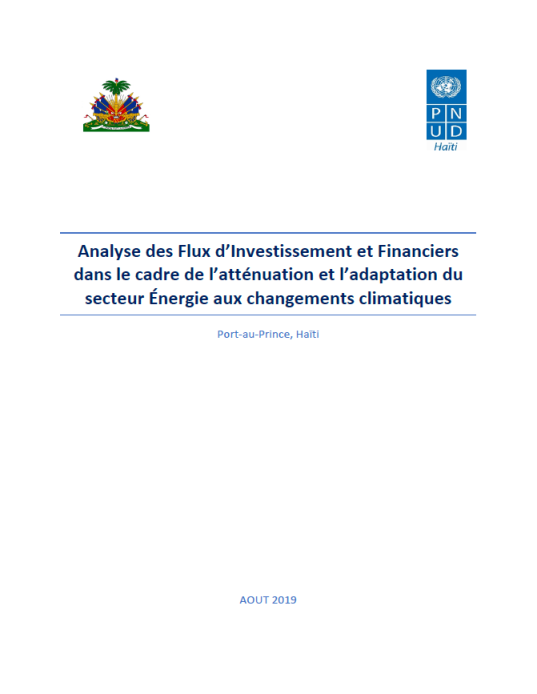 P N
U D
Haïti
Analyse des Flux d'Investissement et Financiers
dans le cadre de l'atténuation et l'adaptation du
secteur Énergie aux changements climatiques
Port-au-Prince, Haïti
AOUT 2019